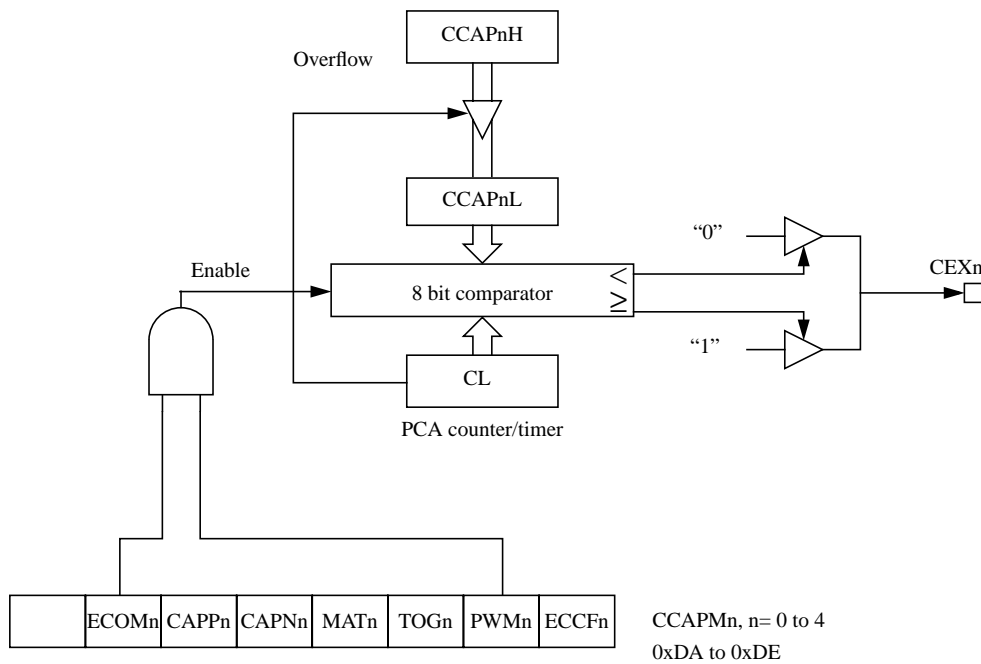 CCAPnH
Overflow
CCAPnL
“0”
Enable
<
8 bit comparator
≥
CEXn
“1”
CL
PCA counter/timer
ECOMn CAPPn CAPNn MATn TOGn PWMn ECCFn
CCAPMn, n= 0 to 4
0xDA to 0xDE